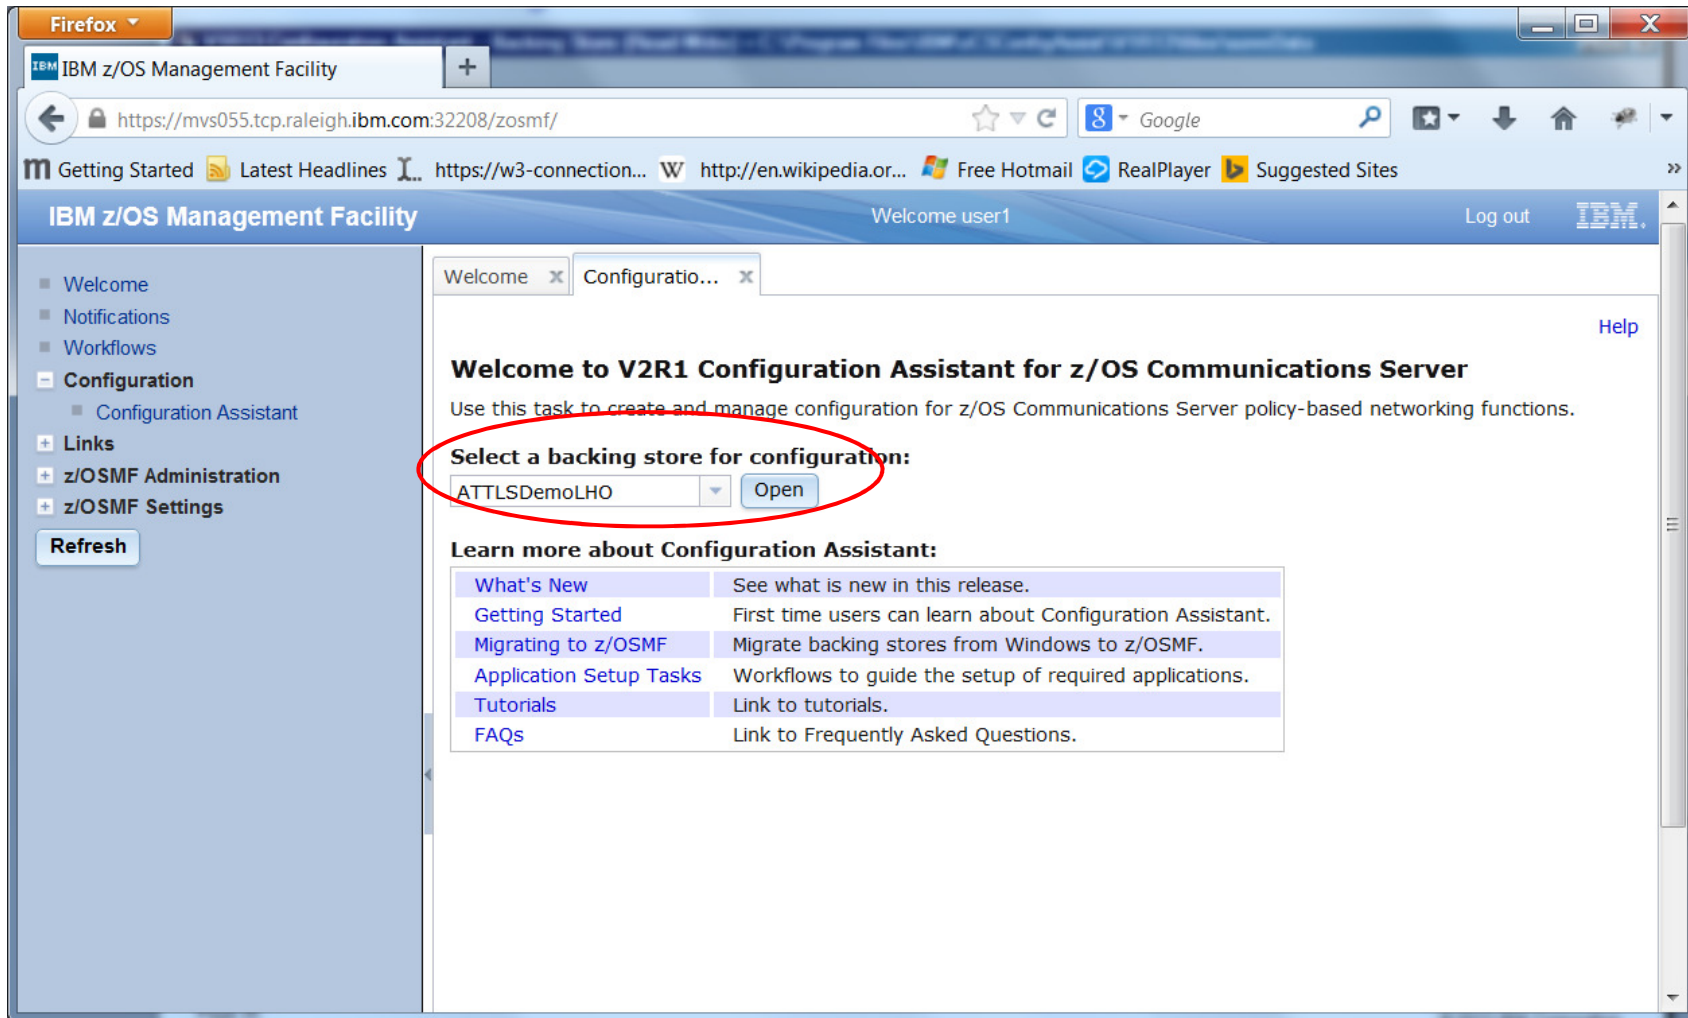 Firefox
IBM IBM z/OS Management Facility
https://mvs055.tcp.raleigh.ibm.com:32208/zosmf/
8 Google
Getting Started Latest Headlines https://w3-connection... W http://en.wikipedia.or... Free Hotmail RealPlayer Suggested Sites »
IBM z/OS Management Facility Welcome user1 Log out IBM.
Welcome
Notifications
Workflows
Configuration
Configuration Assistant
Links
z/OSMF Administration
z/OSMF Settings
Refresh
Welcome x Configuratio... x
Help
Welcome to V2R1 Configuration Assistant for z/OS Communications Server
Use this task to create and manage configuration for z/OS Communications Server policy-based networking functions.
Select a backing store for configuration:
ATTLSDemoLHO Open
Learn more about Configuration Assistant:
What's New See what is new in this release.
Getting Started First time users can learn about Configuration Assistant.
Migrating to z/OSMF Migrate backing stores from Windows to z/OSMF.
Application Setup Tasks Workflows to guide the setup of required applications.
Tutorials Link to tutorials.
FAQs Link to Frequently Asked Questions.